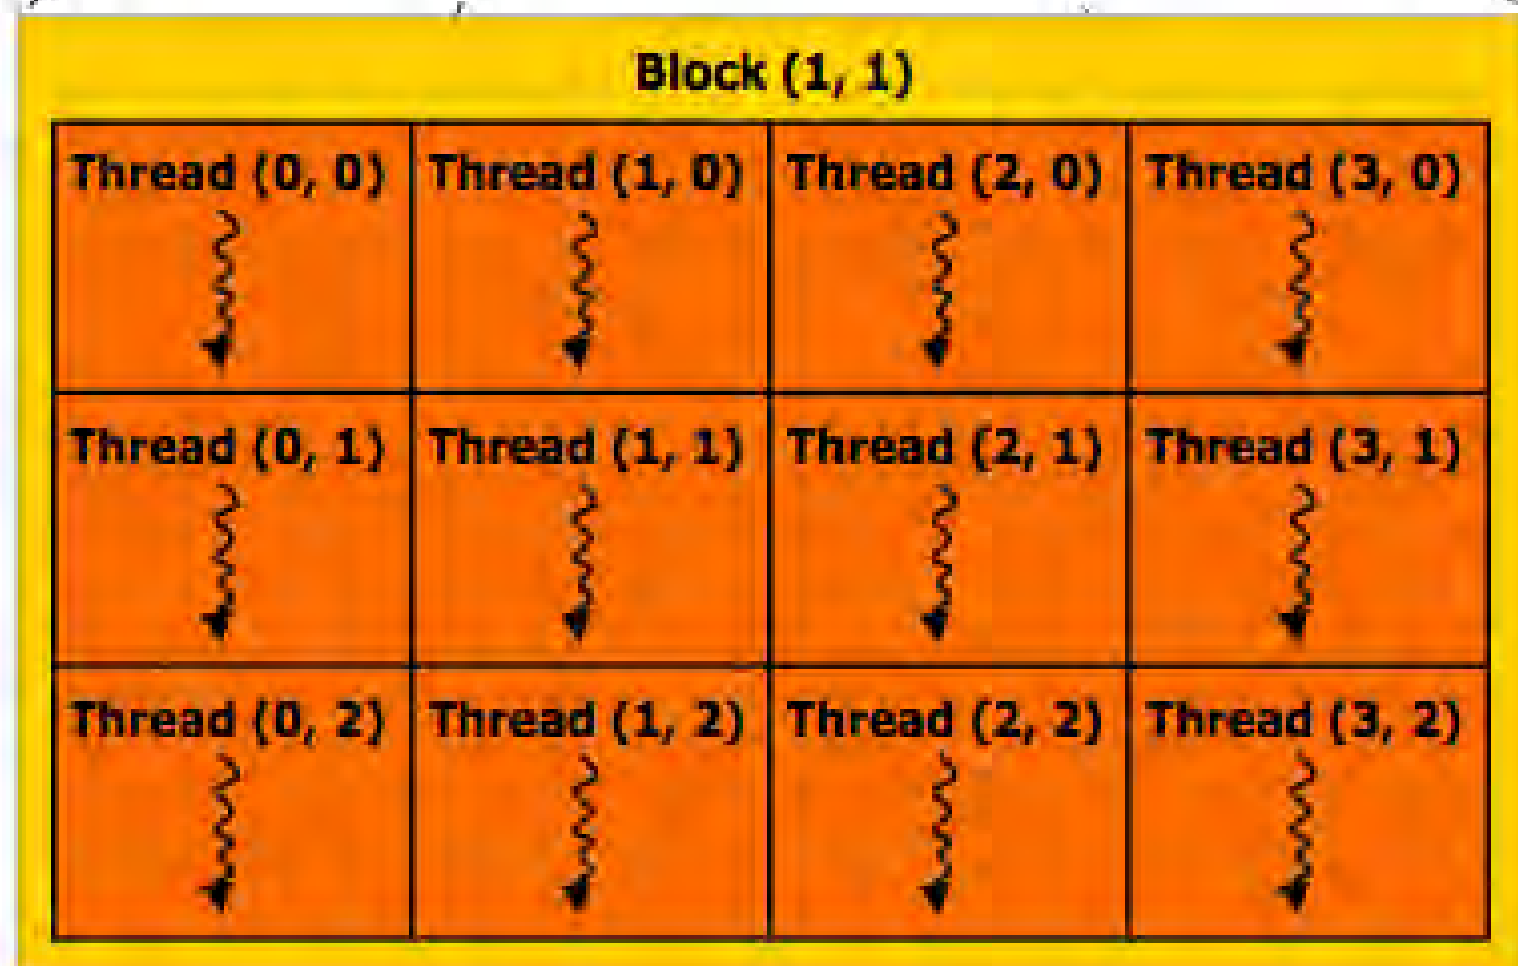 Block (1, 1)
Thread (0, 0) Thread (1, 0) Thread (2, 0) Thread (3, 0)
Thread (0, 1) Thread (1, 1) Thread (2, 1) Thread (3, 1)
Thread (0, 2) Thread (1, 2) Thread (2, 2) Thread (3, 2)